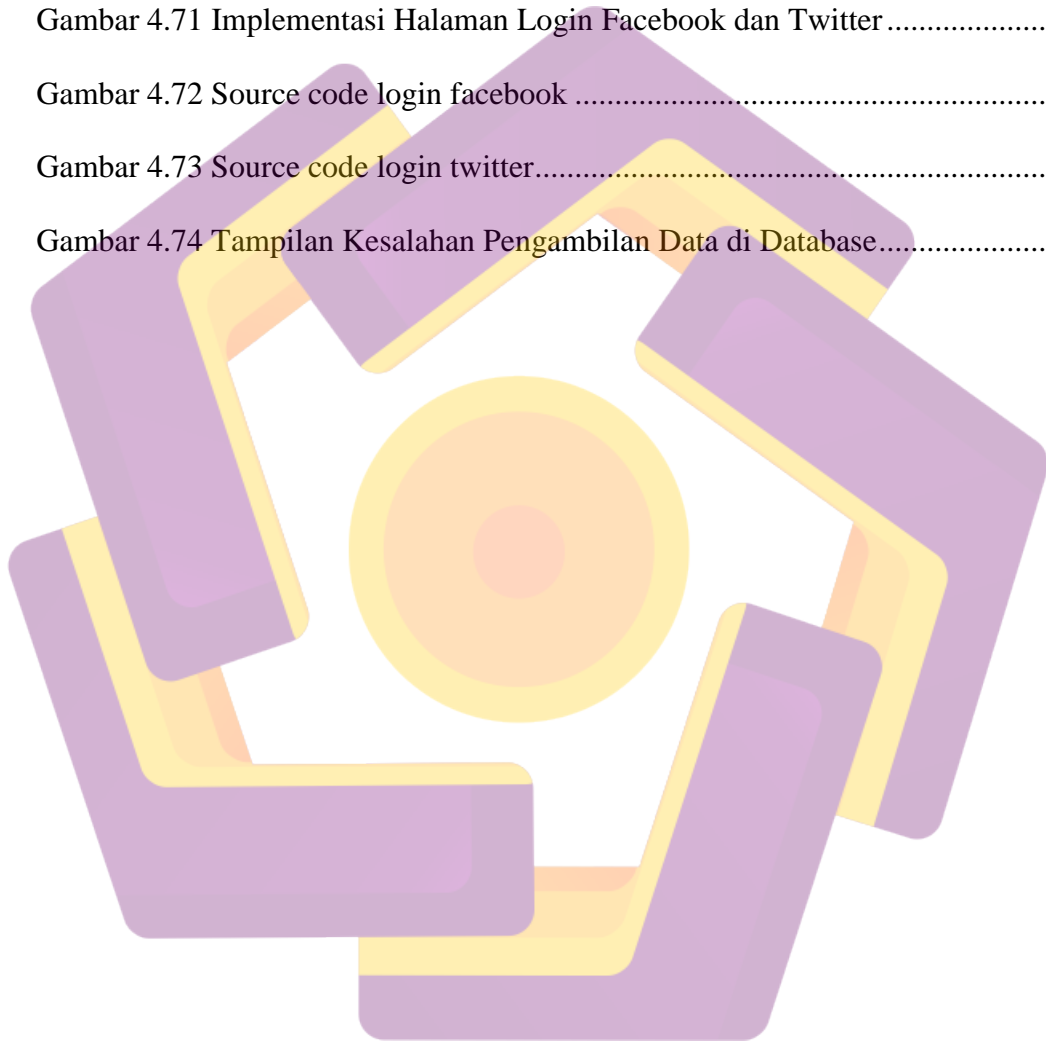 Gambar 4.71 Implementasi Halaman Login Facebook dan Twitter....................
Gambar 4.72 Source code login facebook ...........................................................
Gambar 4.73 Source code login twitter................................................................
Gambar 4.74 Tampilan Kesalahan Pengambilan Data di Database.....................